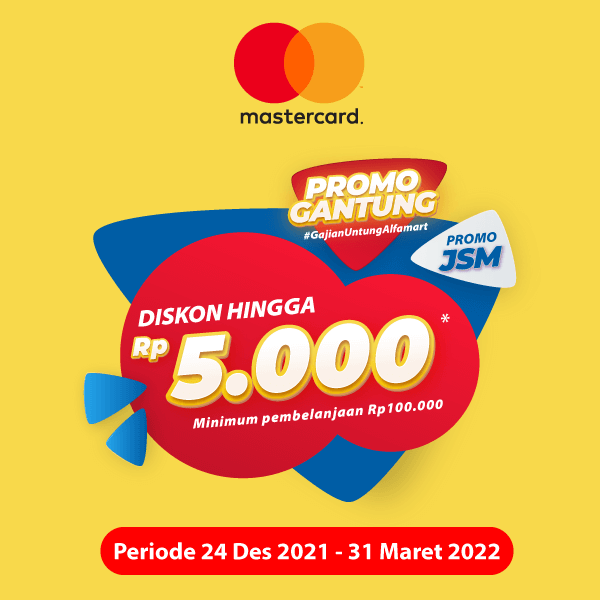 mastercard.
PROMO
GANTUNG
#GajianUntungAlfamart
PROMO
JSM
DISKON HINGGA
Rp 5.000*
Minimum pembelanjaan Rp100.000
Periode 24 Des 2021 - 31 Maret 2022